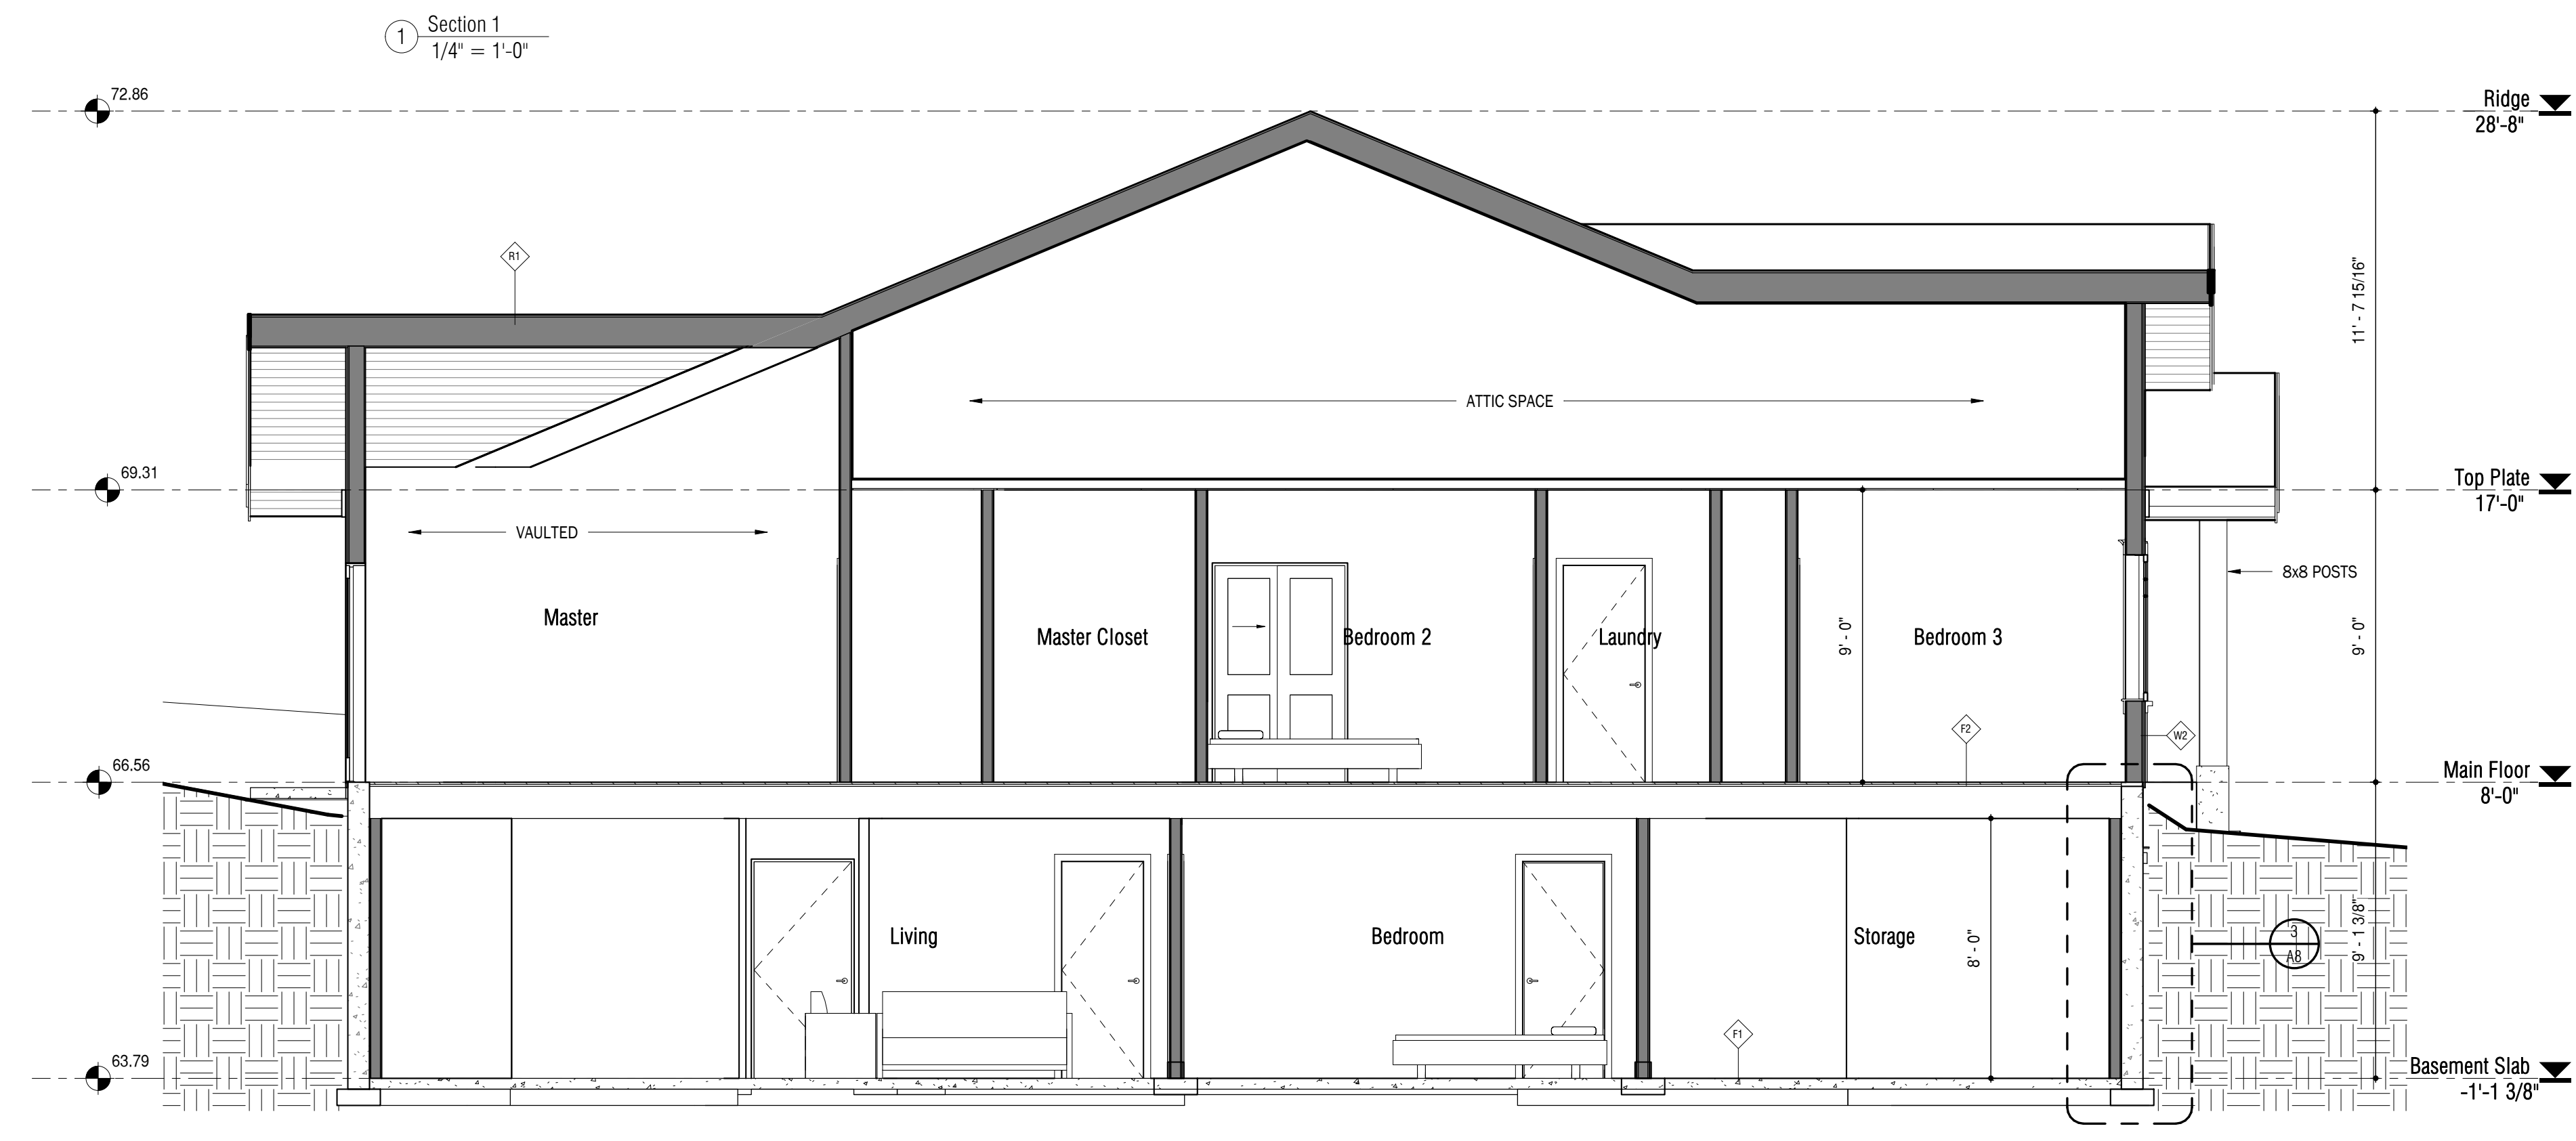 1
Section 1
1/4" = 1'-0"
72.86
Ridge
28'-8"
R1
11' - 7 15/16"
ATTIC SPACE
69.31
Top Plate
17'-0"
VAULTED
8x8 POSTS
Master
Master Closet
Bedroom 2
Laundry
9' - 0"
Bedroom 3
9' - 0"
F2
W2
66.56
Main Floor
8'-0"
Living
Bedroom
Storage
8' - 0"
3
A8
9' - 1 3/8"
F1
63.79
Basement Slab
-1'-1 3/8"